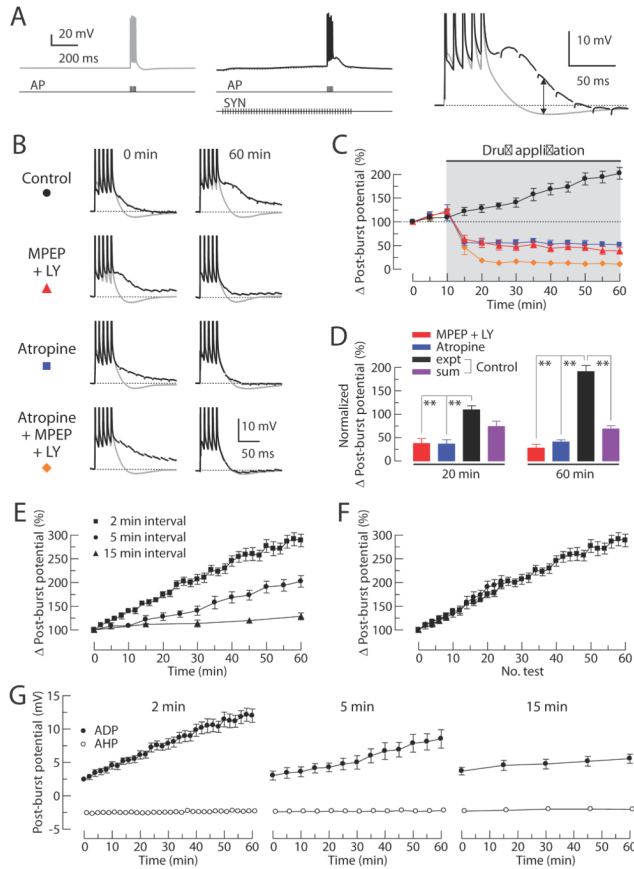 A
20 mV
200 ms
AP
AP
SYN
10 mV
50 ms
B
0 min
60 min
Control
MPEP
+ LY
Atropine
Atropine
+ MPEP
+ LY
10 mV
50 ms
C
Δ Post-burst potential (%)
200
150
100
50
0
0 10 20 30 40 50 60
Time (min)
D
MPEP + LY
Atropine
expt
sum
Control
Normalized
Δ Post-burst potential (%)
200
150
100
50
0
** ** ** ** **
20 min
60 min
E
2 min interval
5 min interval
15 min interval
Δ Post-burst potential (%)
300
250
200
150
100
0 10 20 30 40 50 60
Time (min)
F
Δ Post-burst potential (%)
300
250
200
150
100
0 10 20 30 40 50 60
No. test
G
2 min
5 min
15 min
ADP
AHP
Post-burst potential (mV)
15
10
5
0
-5
0 10 20 30 40 50 60
0 10 20 30 40 50 60
0 10 20 30 40 50 60
Time (min)
Time (min)
Time (min)